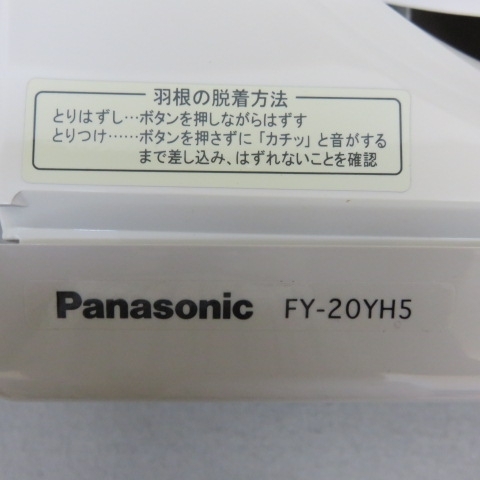 羽根の脱着方法
とりはずし…ボタンを押しながらはずす
とりつけ……ボタンを押さずに「カチッ」と音がする
まで差し込み、はずれないことを確認
Panasonic FY-20YH5